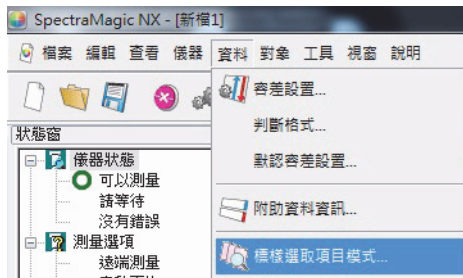 SpectraMagic NX - [新檔1]
檔案 編輯 查看 儀器 資料 對象 工具 視窗 說明
容差設置...
判斷格式...
默認容差設置...
附助資料資訊...
標樣選取項目模式...
狀態窗
儀器狀態
可以測量
請等待
沒有錯誤
測量選項
遠端測量